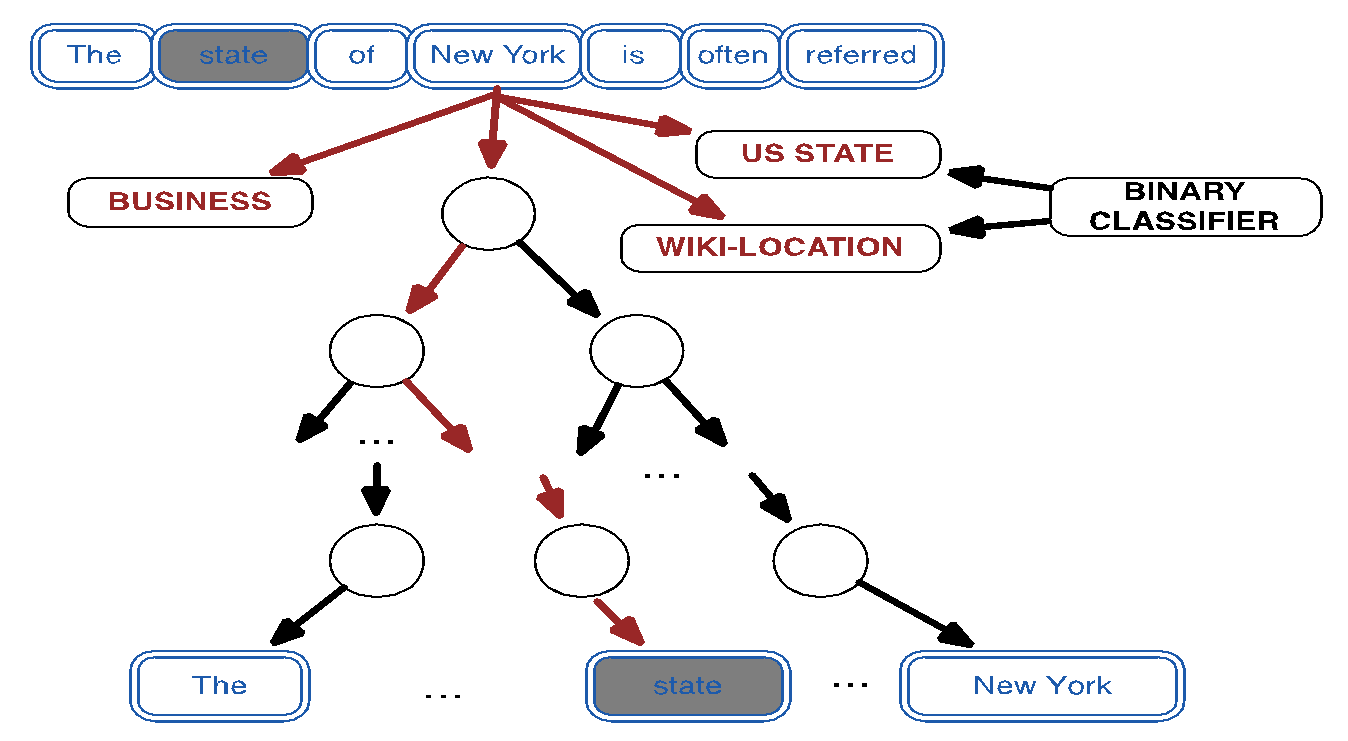 The state of New York is often referred
US STATE
BUSINESS
BINARY
CLASSIFIER
WIKI-LOCATION
...
...
The
...
state
...
New York